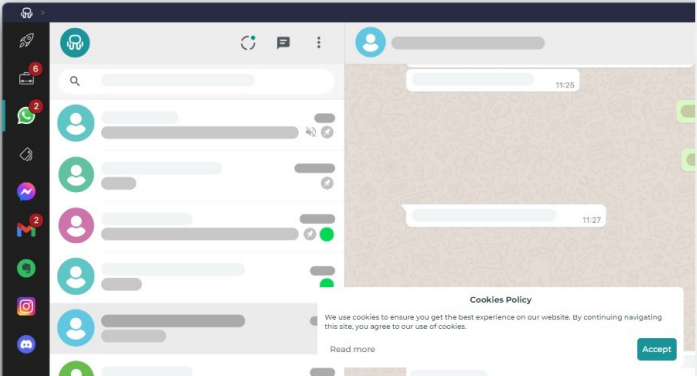 >
6
2
2
11:25
11:27
Cookies Policy
We use cookies to ensure you get the best experience on our website. By continuing navigating
this site, you agree to our use of cookies.
Read more
Accept